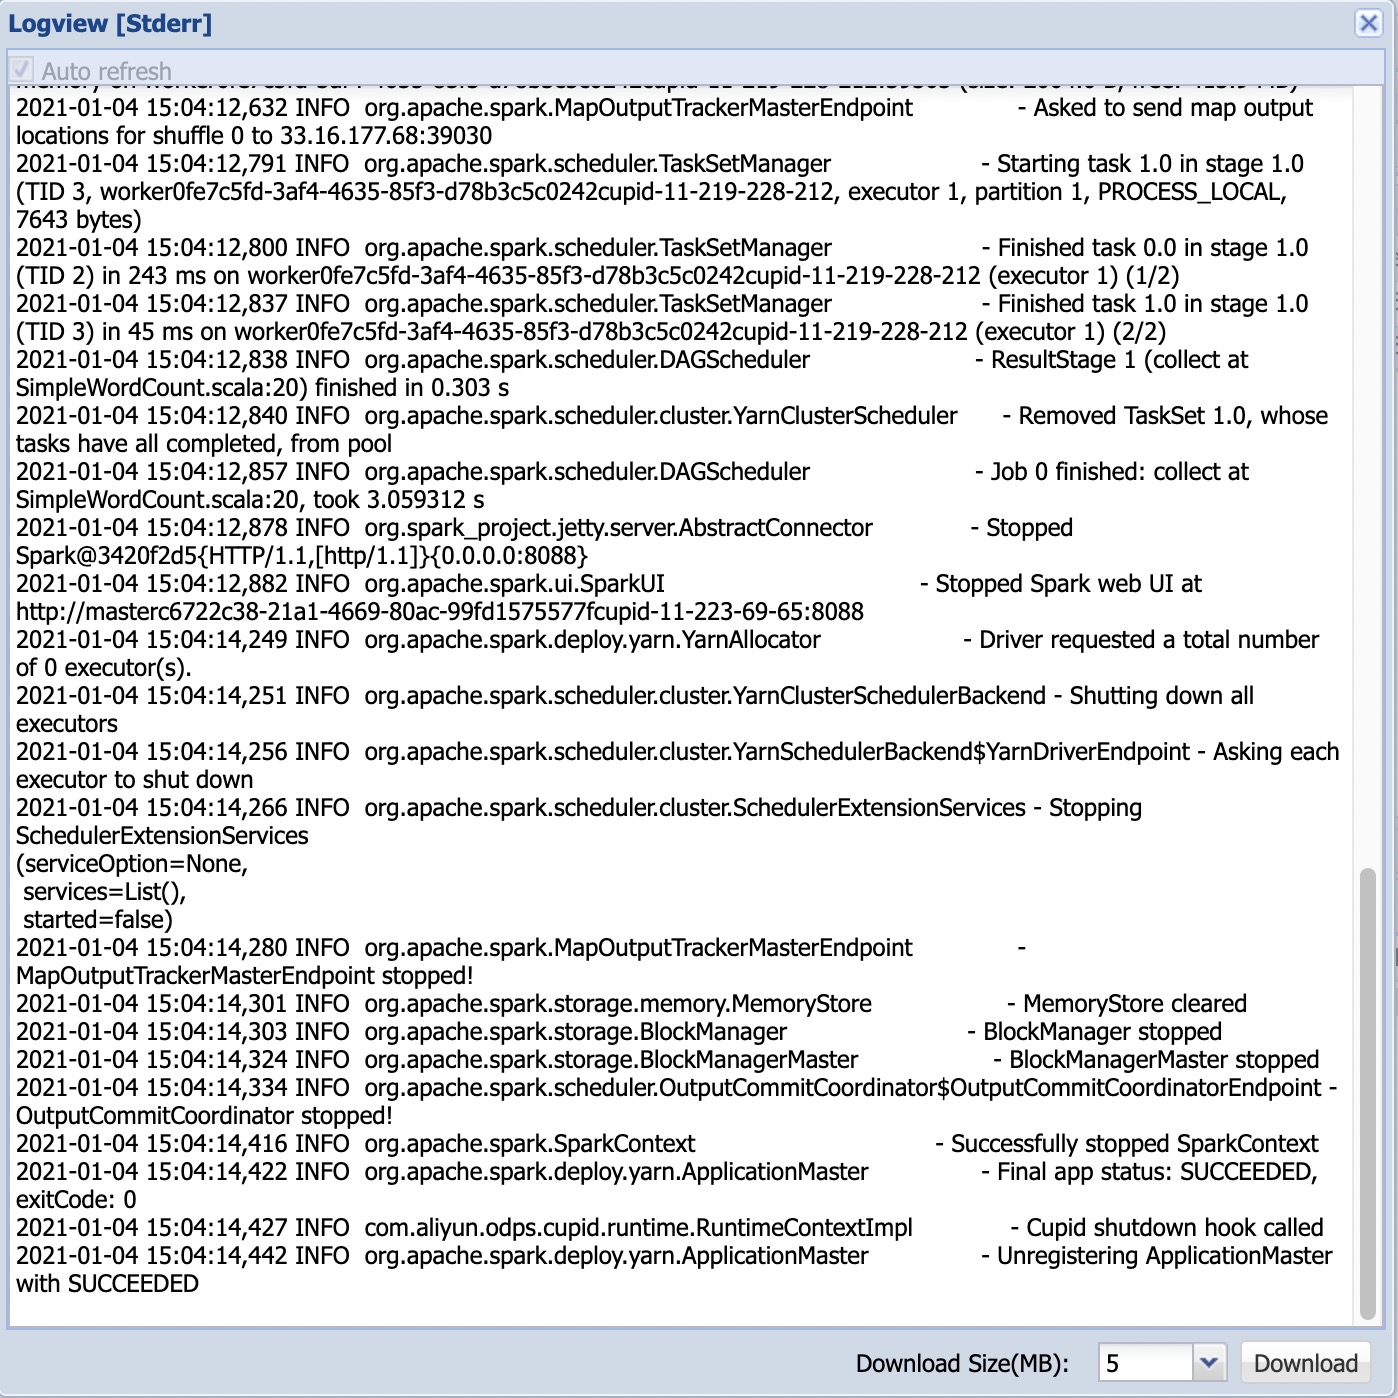 Logview [Stderr]
Auto refresh
2021-01-04 15:04:12,632 INFO org.apache.spark.MapOutputTrackerMasterEndpoint - Asked to send map output
locations for shuffle 0 to 33.16.177.68:39030
2021-01-04 15:04:12,791 INFO org.apache.spark.scheduler.TaskSetManager - Starting task 1.0 in stage 1.0
(TID 3, worker0fe7c5fd-3af4-4635-85f3-d78b3c5c0242cupid-11-219-228-212, executor 1, partition 1, PROCESS_LOCAL,
7643 bytes)
2021-01-04 15:04:12,800 INFO org.apache.spark.scheduler.TaskSetManager - Finished task 0.0 in stage 1.0
(TID 2) in 243 ms on worker0fe7c5fd-3af4-4635-85f3-d78b3c5c0242cupid-11-219-228-212 (executor 1) (1/2)
2021-01-04 15:04:12,837 INFO org.apache.spark.scheduler.TaskSetManager - Finished task 1.0 in stage 1.0
(TID 3) in 45 ms on worker0fe7c5fd-3af4-4635-85f3-d78b3c5c0242cupid-11-219-228-212 (executor 1) (2/2)
2021-01-04 15:04:12,838 INFO org.apache.spark.scheduler.DAGScheduler - ResultStage 1 (collect at
SimpleWordCount.scala:20) finished in 0.303 s
2021-01-04 15:04:12,840 INFO org.apache.spark.scheduler.cluster.YarnClusterScheduler - Removed TaskSet 1.0, whose
tasks have all completed, from pool
2021-01-04 15:04:12,857 INFO org.apache.spark.scheduler.DAGScheduler - Job 0 finished: collect at
SimpleWordCount.scala:20, took 3.059312 s
2021-01-04 15:04:12,878 INFO org.spark_project.jetty.server.AbstractConnector - Stopped
Spark@3420f2d5{HTTP/1.1,[http/1.1]}{0.0.0.0:8088}
2021-01-04 15:04:12,882 INFO org.apache.spark.ui.SparkUI - Stopped Spark web UI at
http://masterc6722c38-21a1-4669-80ac-99fd1575577fcupid-11-223-69-65:8088
2021-01-04 15:04:14,249 INFO org.apache.spark.deploy.yarn.YarnAllocator - Driver requested a total number
of 0 executor(s).
2021-01-04 15:04:14,251 INFO org.apache.spark.scheduler.cluster.YarnClusterSchedulerBackend - Shutting down all
executors
2021-01-04 15:04:14,256 INFO org.apache.spark.scheduler.cluster.YarnSchedulerBackend$YarnDriverEndpoint - Asking each
executor to shut down
2021-01-04 15:04:14,266 INFO org.apache.spark.scheduler.cluster.SchedulerExtensionServices - Stopping
SchedulerExtensionServices
(serviceOption=None,
services=List(),
started=false)
2021-01-04 15:04:14,280 INFO org.apache.spark.MapOutputTrackerMasterEndpoint -
MapOutputTrackerMasterEndpoint stopped!
2021-01-04 15:04:14,301 INFO org.apache.spark.storage.memory.MemoryStore - MemoryStore cleared
2021-01-04 15:04:14,303 INFO org.apache.spark.storage.BlockManager - BlockManager stopped
2021-01-04 15:04:14,324 INFO org.apache.spark.storage.BlockManagerMaster - BlockManagerMaster stopped
2021-01-04 15:04:14,334 INFO org.apache.spark.scheduler.OutputCommitCoordinator$OutputCommitCoordinatorEndpoint -
OutputCommitCoordinator stopped!
2021-01-04 15:04:14,416 INFO org.apache.spark.SparkContext - Successfully stopped SparkContext
2021-01-04 15:04:14,422 INFO org.apache.spark.deploy.yarn.ApplicationMaster - Final app status: SUCCEEDED,
exitCode: 0
2021-01-04 15:04:14,427 INFO com.aliyun.odps.cupid.runtime.RuntimeContextImpl - Cupid shutdown hook called
2021-01-04 15:04:14,442 INFO org.apache.spark.deploy.yarn.ApplicationMaster - Unregistering ApplicationMaster
with SUCCEEDED
Download Size(MB): 5 Download